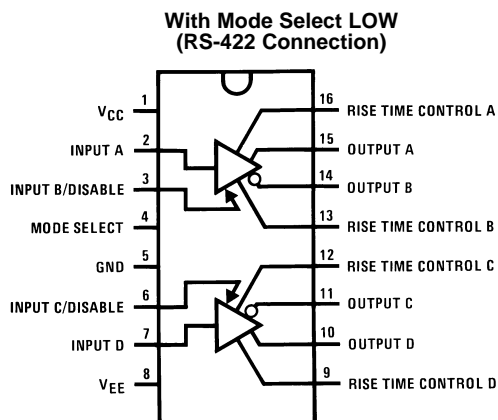 With Mode Select LOW
(RS-422 Connection)
1
VCC
2
INPUT A
3
INPUT B/DISABLE
4
MODE SELECT
5
GND
6
INPUT C/DISABLE
7
INPUT D
8
VEE
16
RISE TIME CONTROL A
15
OUTPUT A
14
OUTPUT B
13
RISE TIME CONTROL B
12
RISE TIME CONTROL C
11
OUTPUT C
10
OUTPUT D
9
RISE TIME CONTROL D